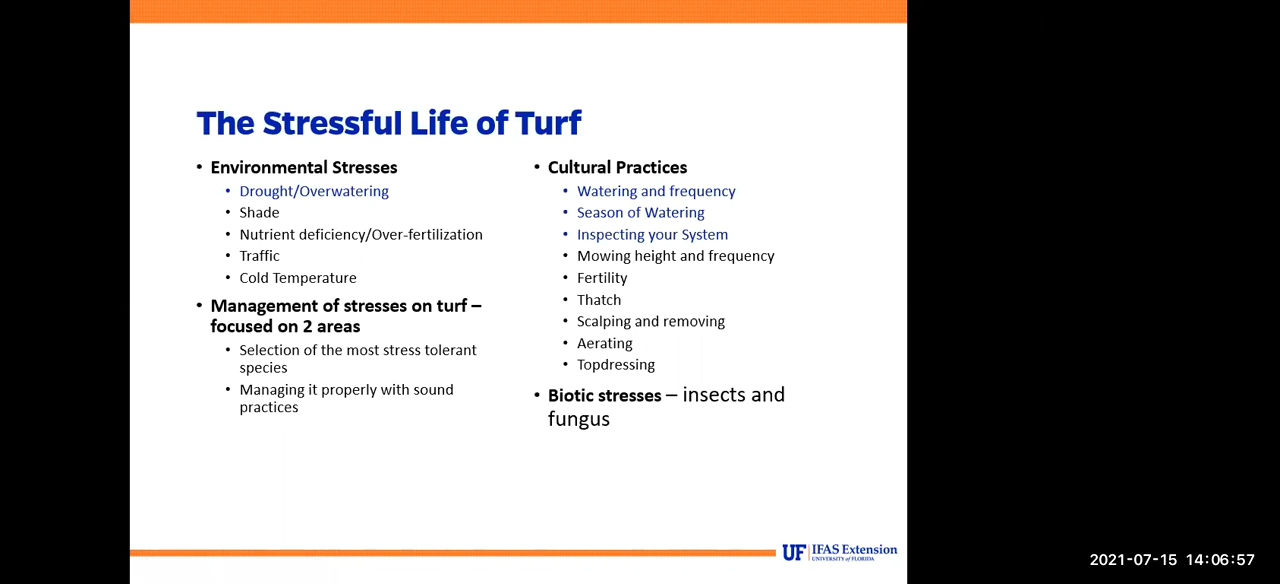 The Stressful Life of Turf
• Environmental Stresses
• Drought/Overwatering
• Shade
• Nutrient deficiency/Over-fertilization
• Traffic
• Cold Temperature
• Management of stresses on turf –
focused on 2 areas
• Selection of the most stress tolerant
species
• Managing it properly with sound
practices
• Cultural Practices
• Watering and frequency
• Season of Watering
• Inspecting your System
• Mowing height and frequency
• Fertility
• Thatch
• Scalping and removing
• Aerating
• Topdressing
• Biotic stresses – insects and
fungus
UF IFAS Extension
UNIVERSITY of FLORIDA
2021-07-15 14:06:57